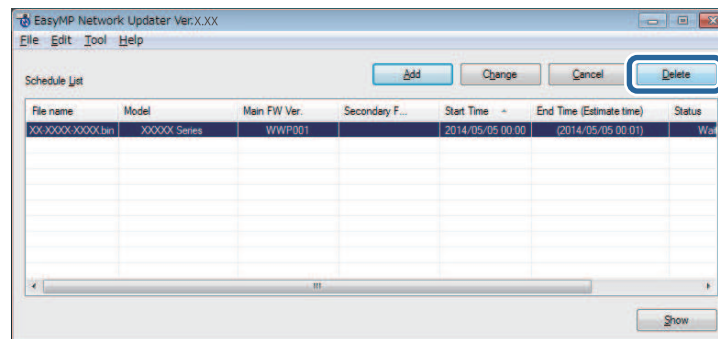 EasyMP Network Updater Ver.X.XX
File Edit Tool Help
Schedule List Add Change Cancel Delete
File name Model Main FW Ver. Secondary F... Start Time End Time (Estimate time) Status
XX-XXXX-XXXX.bin XXXXX Series WWP001 2014/05/05 00:00 (2014/05/05 00:01) Wait
Show